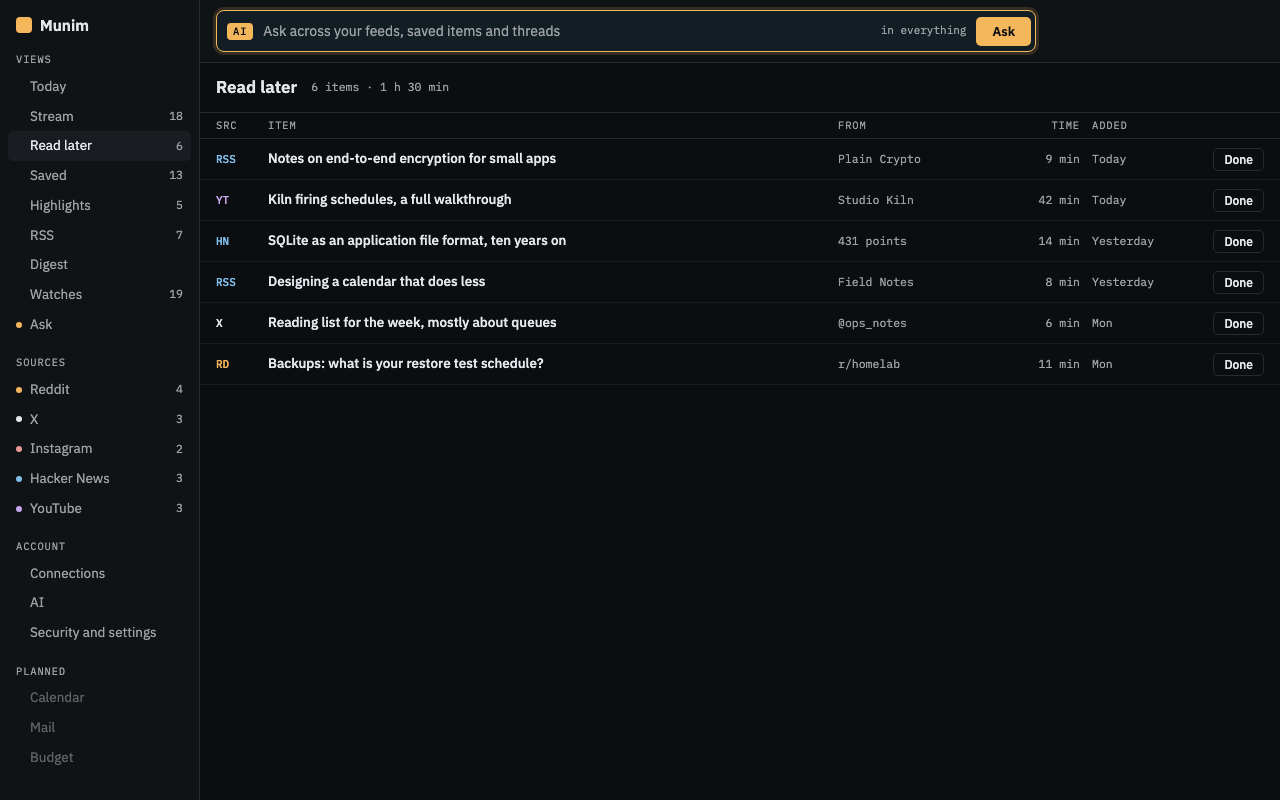 Munim
VIEWS
Today
Stream 18
Read later 6
Saved 13
Highlights 5
RSS 7
Digest
Watches 19
Ask
SOURCES
Reddit 4
X 3
Instagram 2
Hacker News 3
YouTube 3
ACCOUNT
Connections
AI
Security and settings
PLANNED
Calendar
Mail
Budget
AI Ask across your feeds, saved items and threads in everything Ask
Read later 6 items · 1 h 30 min
SRC ITEM FROM TIME ADDED
RSS Notes on end-to-end encryption for small apps Plain Crypto 9 min Today Done
YT Kiln firing schedules, a full walkthrough Studio Kiln 42 min Today Done
HN SQLite as an application file format, ten years on 431 points 14 min Yesterday Done
RSS Designing a calendar that does less Field Notes 8 min Yesterday Done
X Reading list for the week, mostly about queues @ops_notes 6 min Mon Done
RD Backups: what is your restore test schedule? r/homelab 11 min Mon Done